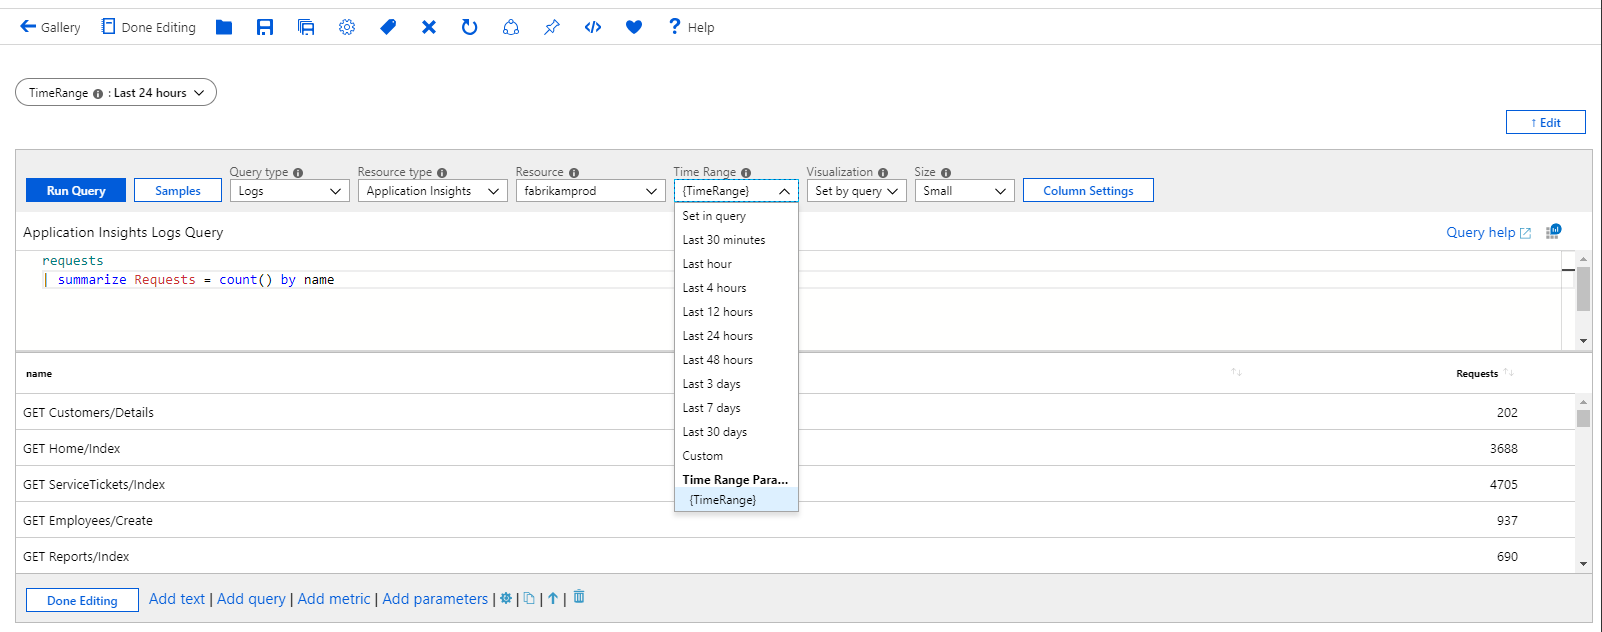 Gallery Done Editing Help
TimeRange : Last 24 hours
↑ Edit
Query type Resource type Resource Time Range Visualization Size
Run Query Samples Logs Application Insights fabrikamprod {TimeRange} Set by query Small Column Settings
Set in query
Last 30 minutes
Last hour
Last 4 hours
Last 12 hours
Last 24 hours
Last 48 hours
Last 3 days
Last 7 days
Last 30 days
Custom
Time Range Para...
{TimeRange}
Application Insights Logs Query Query help
requests
| summarize Requests = count() by name
name Requests
GET Customers/Details 202
GET Home/Index 3688
GET ServiceTickets/Index 4705
GET Employees/Create 937
GET Reports/Index 690
Done Editing Add text | Add query | Add metric | Add parameters | | | |